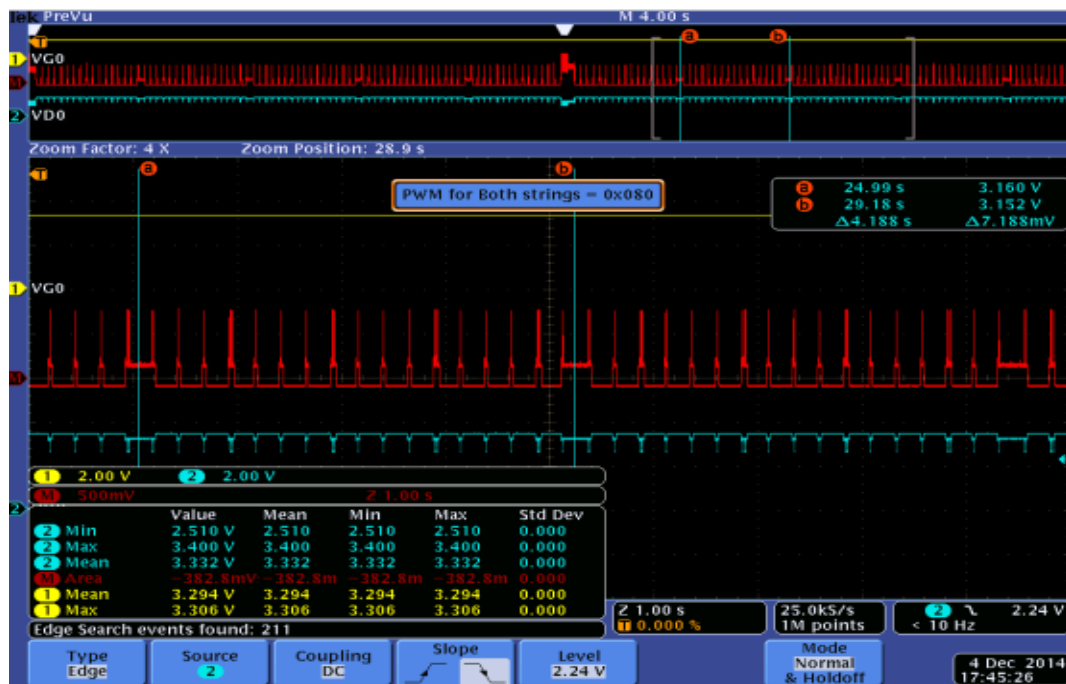 Tek PreVu M 4.00 s
T a b
1 VG0
M
2 VD0
Zoom Factor: 4 X Zoom Position: 28.9 s
T a b
PWM for Both strings = 0x080
a 24.99 s 3.160 V
b 29.18 s 3.152 V
Δ4.188 s Δ7.188mV
1 VG0
M
1 2.00 V 2 2.00 V
M 500mV Z 1.00 s
2
Value Mean Min Max Std Dev
2 Min 2.510 V 2.510 2.510 2.510 0.000
2 Max 3.400 V 3.400 3.400 3.400 0.000
2 Mean 3.332 V 3.332 3.332 3.332 0.000
M Area -382.8mV -382.8m -382.8m -382.8m 0.000
1 Mean 3.294 V 3.294 3.294 3.294 0.000
1 Max 3.306 V 3.306 3.306 3.306 0.000
Z 1.00 s
T 0.000 %
25.0kS/s
1M points
2 2.24 V
< 10 Hz
Edge Search events found: 211
Type
Edge
Source
2
Coupling
DC
Slope
Level
2.24 V
Mode
Normal
& Holdoff
4 Dec 2014
17:45:26